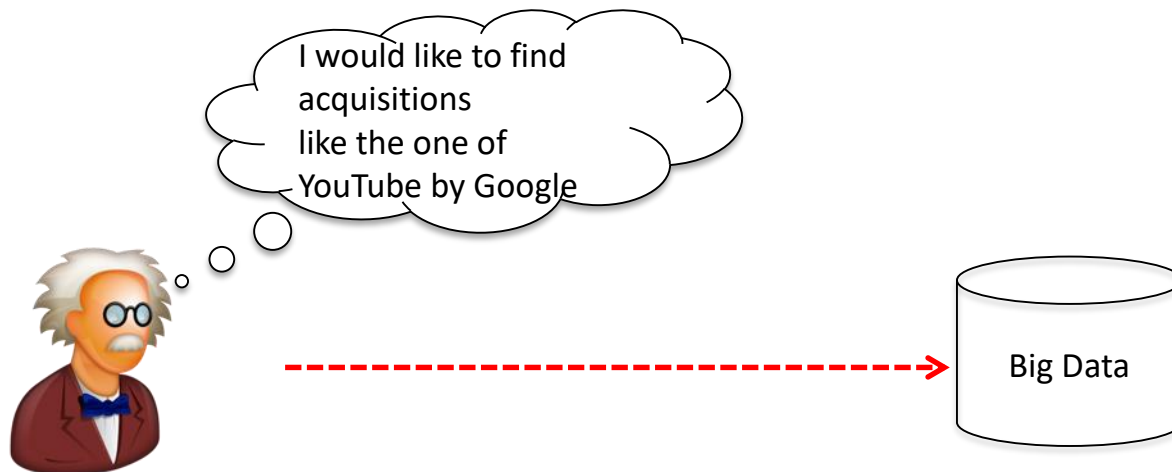 I would like to find
acquisitions
like the one of
YouTube by Google
Big Data